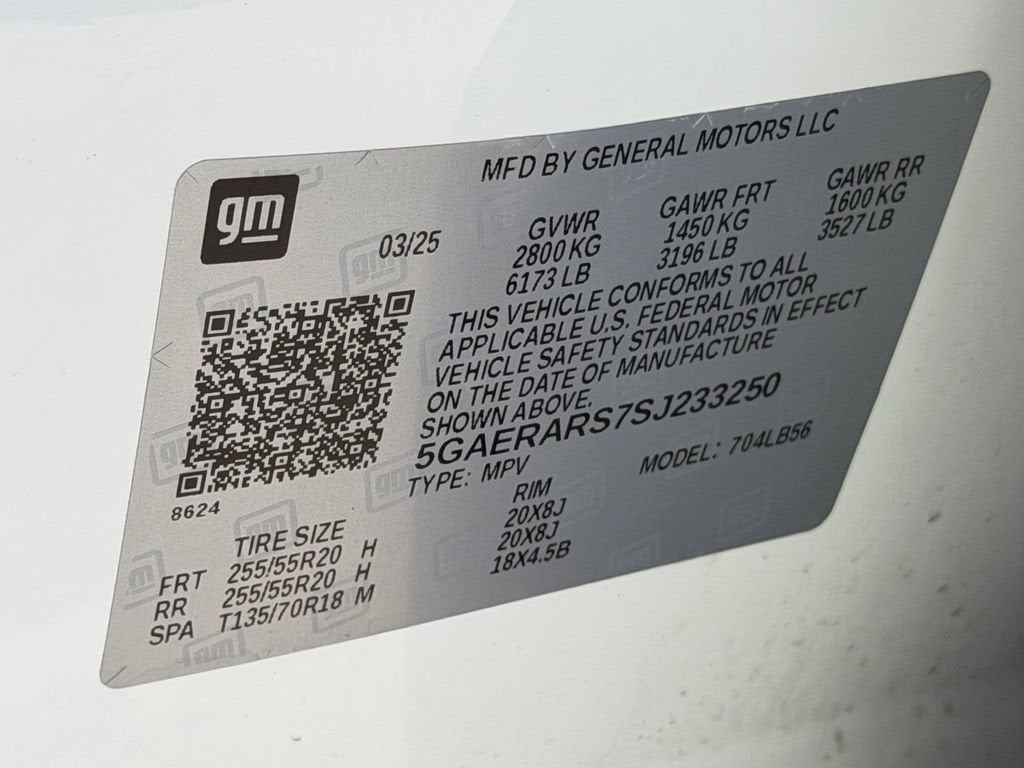 MFD BY GENERAL MOTORS LLC
gm
03/25
GVWR GAWR FRT GAWR RR
2800 KG 1450 KG 1600 KG
6173 LB 3196 LB 3527 LB
THIS VEHICLE CONFORMS TO ALL
APPLICABLE U.S. FEDERAL MOTOR
VEHICLE SAFETY STANDARDS IN EFFECT
ON THE DATE OF MANUFACTURE
SHOWN ABOVE.
5GAERARS7SJ233250
TYPE: MPV MODEL: 704LB56
8624
TIRE SIZE RIM
FRT 255/55R20 H 20X8J
RR 255/55R20 H 20X8J
SPA T135/70R18 M 18X4.5B